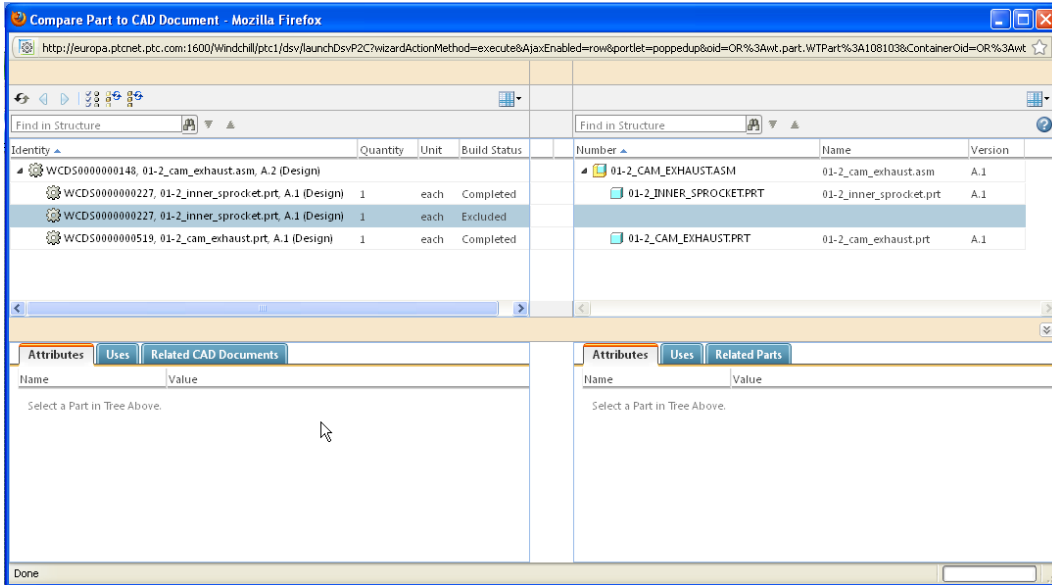 Compare Part to CAD Document - Mozilla Firefox
http://europa.ptcnet.ptc.com:1600/Windchill/ptc1/dsv/launchDsvP2C?wizardActionMethod=execute&AjaxEnabled=row&portlet=poppedup&oid=OR%3Awt.part.WTPart%3A108103&ContainerOid=OR%3Awt
Find in Structure
Find in Structure
Identity Quantity Unit Build Status
Number Name Version
WCDS0000000148, 01-2_cam_exhaust.asm, A.2 (Design)
01-2_CAM_EXHAUST.ASM 01-2_cam_exhaust.asm A.1
WCDS0000000227, 01-2_inner_sprocket.prt, A.1 (Design) 1 each Completed
01-2_INNER_SPROCKET.PRT 01-2_inner_sprocket.prt A.1
WCDS0000000227, 01-2_inner_sprocket.prt, A.1 (Design) 1 each Excluded
WCDS0000000519, 01-2_cam_exhaust.prt, A.1 (Design) 1 each Completed
01-2_CAM_EXHAUST.PRT 01-2_cam_exhaust.prt A.1
Attributes Uses Related CAD Documents
Attributes Uses Related Parts
Name Value
Name Value
Select a Part in Tree Above.
Select a Part in Tree Above.
Done